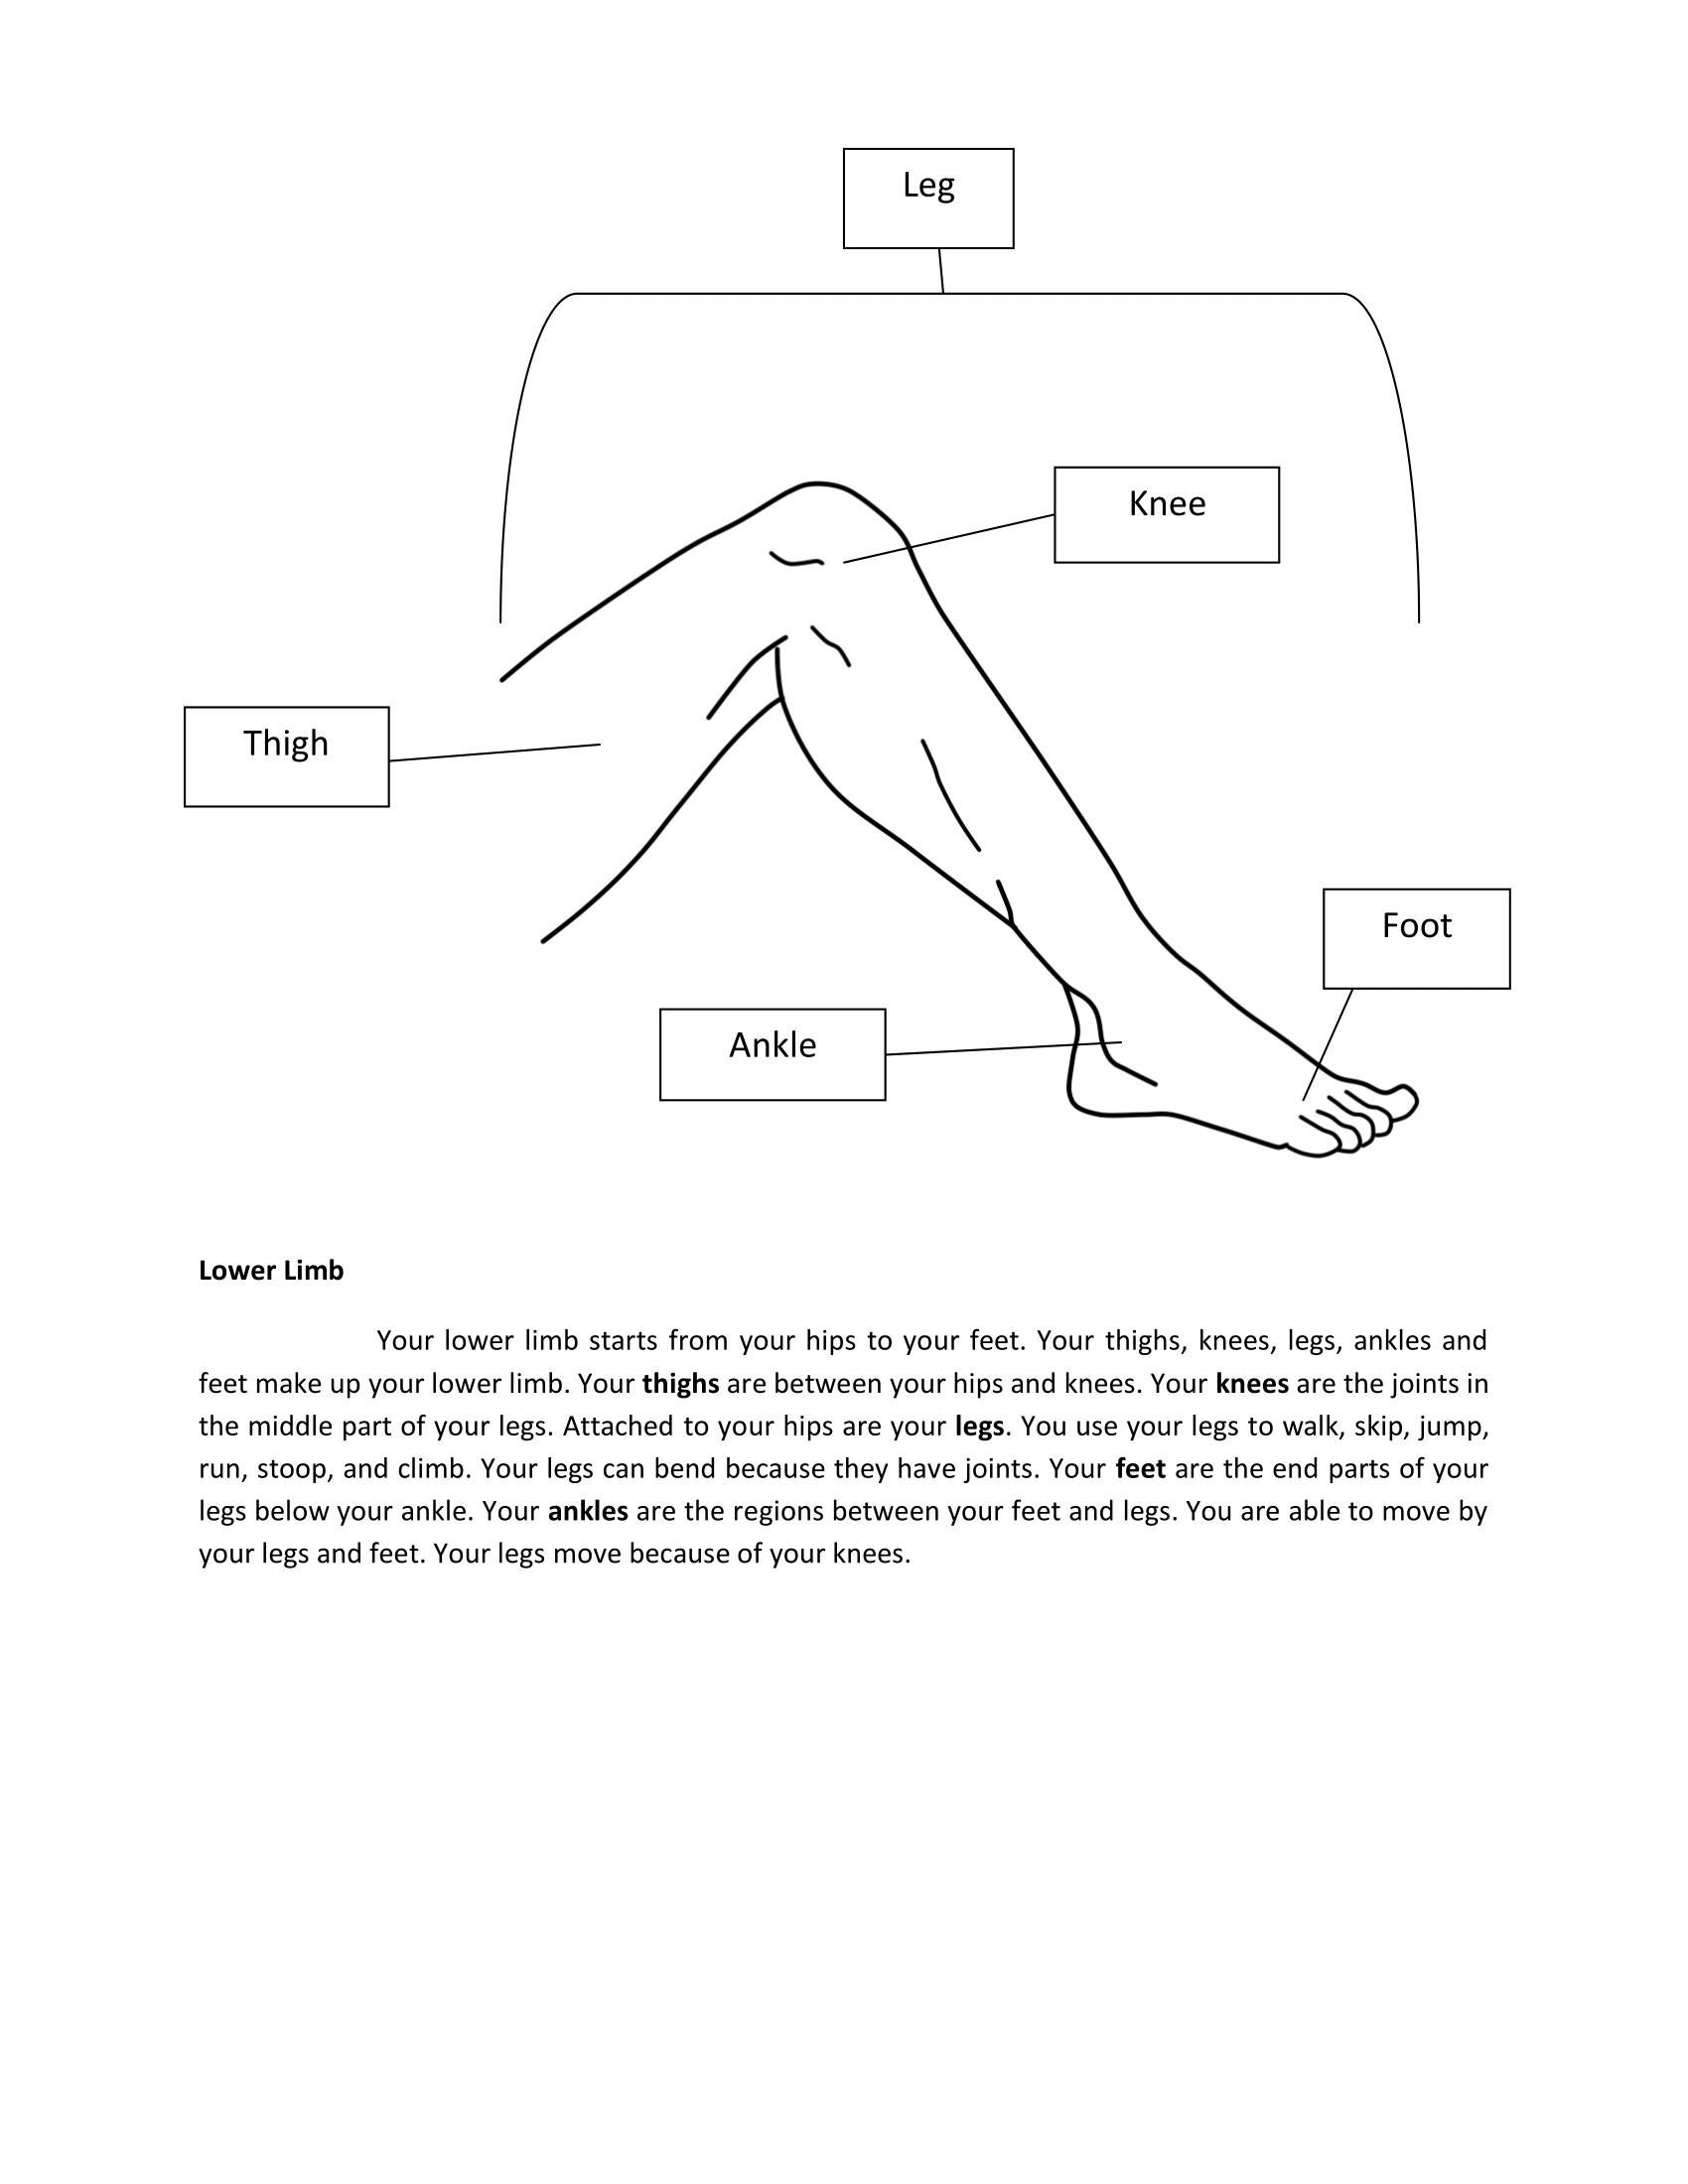 Leg
Knee
Thigh
Foot
Ankle
Lower Limb
Your lower limb starts from your hips to your feet. Your thighs, knees, legs, ankles and
feet make up your lower limb. Your thighs are between your hips and knees. Your knees are the joints in
the middle part of your legs. Attached to your hips are your legs. You use your legs to walk, skip, jump,
run, stoop, and climb. Your legs can bend because they have joints. Your feet are the end parts of your
legs below your ankle. Your ankles are the regions between your feet and legs. You are able to move by
your legs and feet. Your legs move because of your knees.